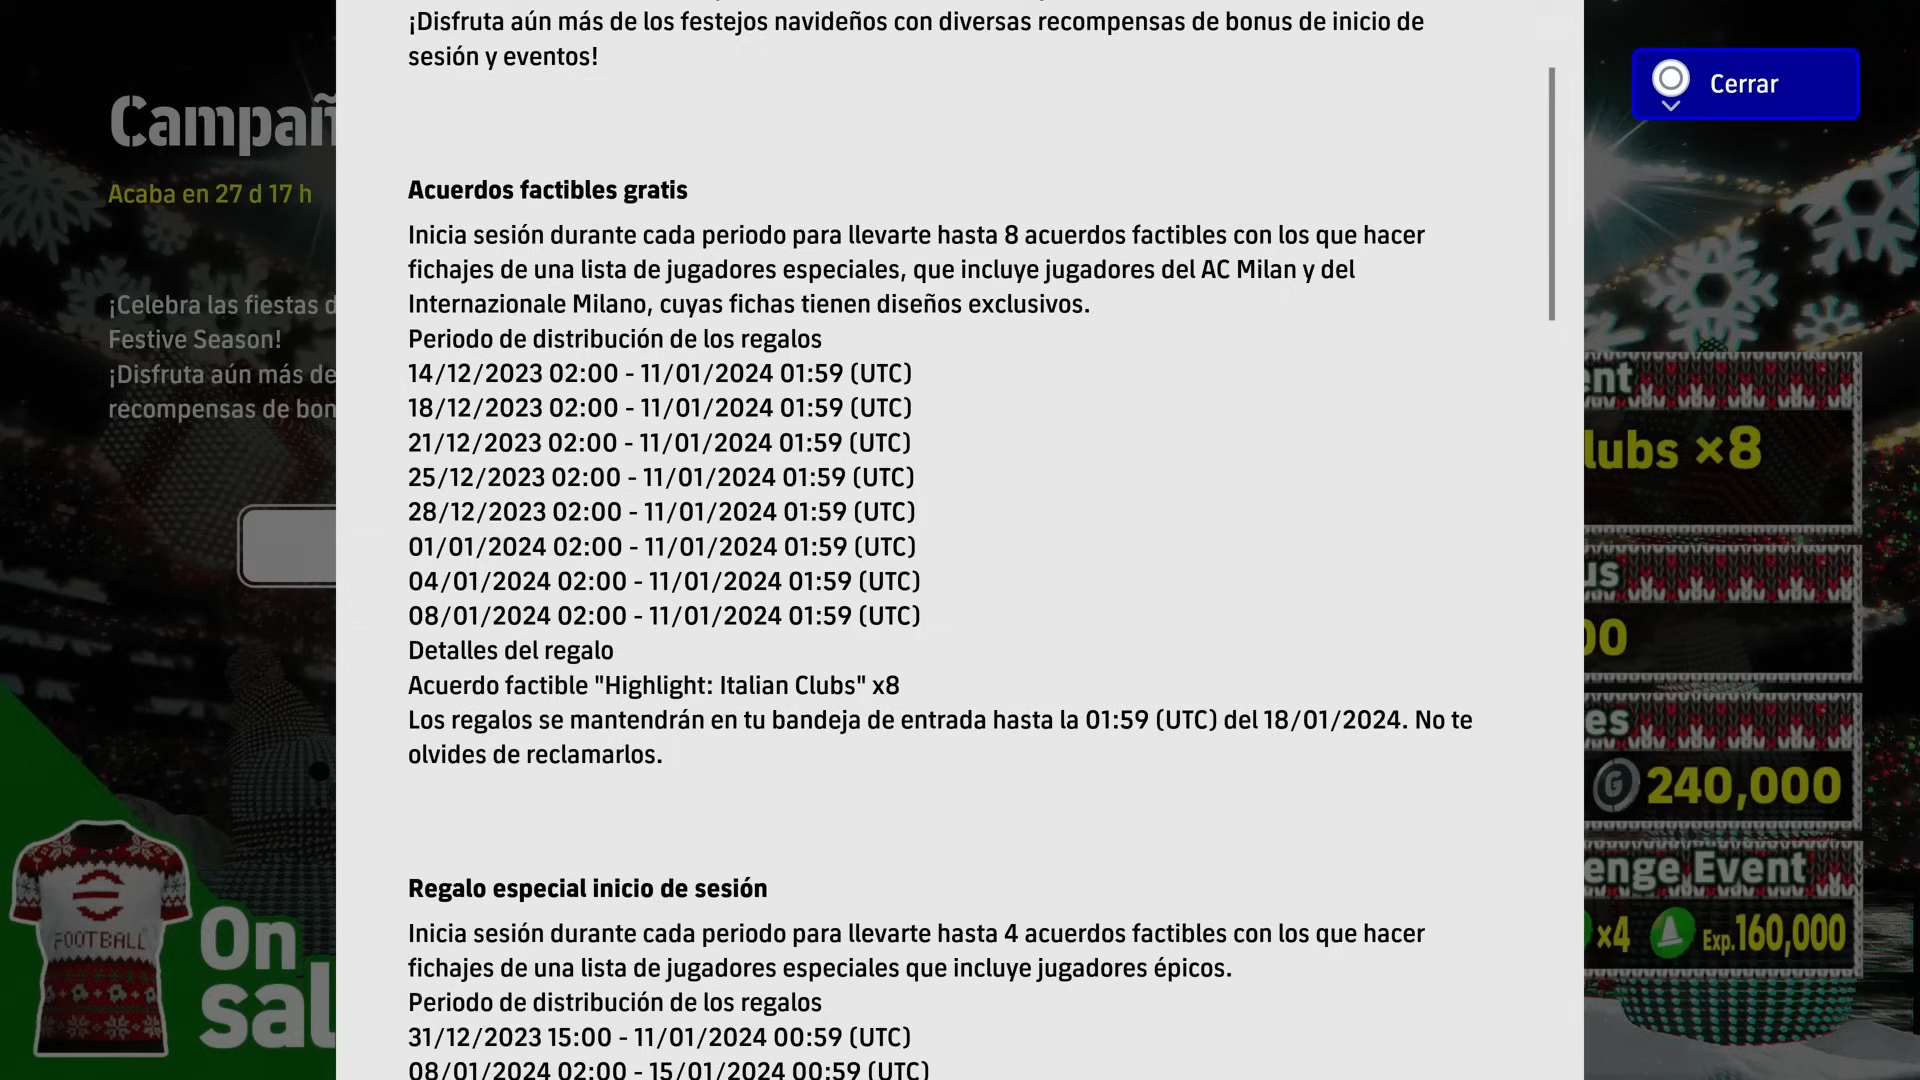 ¡Disfruta aún más de los festejos navideños con diversas recompensas de bonus de inicio de
sesión y eventos!
Cerrar
Acaba en 27 d 17 h
Acuerdos factibles gratis
Inicia sesión durante cada periodo para llevarte hasta 8 acuerdos factibles con los que hacer
fichajes de una lista de jugadores especiales, que incluye jugadores del AC Milan y del
Internazionale Milano, cuyas fichas tienen diseños exclusivos.
Periodo de distribución de los regalos
14/12/2023 02:00 - 11/01/2024 01:59 (UTC)
18/12/2023 02:00 - 11/01/2024 01:59 (UTC)
21/12/2023 02:00 - 11/01/2024 01:59 (UTC)
25/12/2023 02:00 - 11/01/2024 01:59 (UTC)
28/12/2023 02:00 - 11/01/2024 01:59 (UTC)
01/01/2024 02:00 - 11/01/2024 01:59 (UTC)
04/01/2024 02:00 - 11/01/2024 01:59 (UTC)
08/01/2024 02:00 - 11/01/2024 01:59 (UTC)
Detalles del regalo
Acuerdo factible "Highlight: Italian Clubs" x8
Los regalos se mantendrán en tu bandeja de entrada hasta la 01:59 (UTC) del 18/01/2024. No te
olvides de reclamarlos.
Regalo especial inicio de sesión
Inicia sesión durante cada periodo para llevarte hasta 4 acuerdos factibles con los que hacer
fichajes de una lista de jugadores especiales que incluye jugadores épicos.
Periodo de distribución de los regalos
31/12/2023 15:00 - 11/01/2024 00:59 (UTC)
08/01/2024 02:00 - 15/01/2024 00:59 (UTC)
¡Celebra las fiestas
Festive Season!
¡Disfruta aún más de
recompensas de
FOOTBALL
On
×8
240,000
Event
x4 Exp.160,000